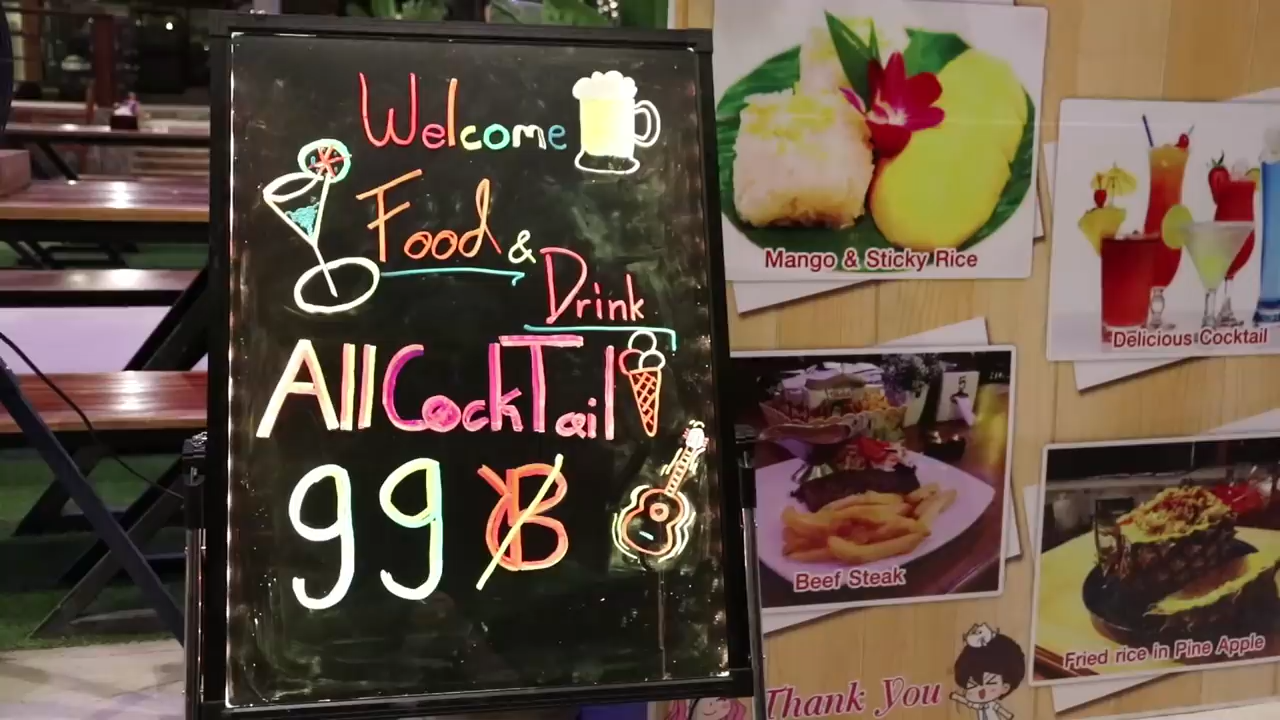 Welcome
Food &
Drink
All CockTail
99 ฿
Mango & Sticky Rice
Delicious Cocktail
Beef Steak
Fried rice in Pine Apple
Thank You